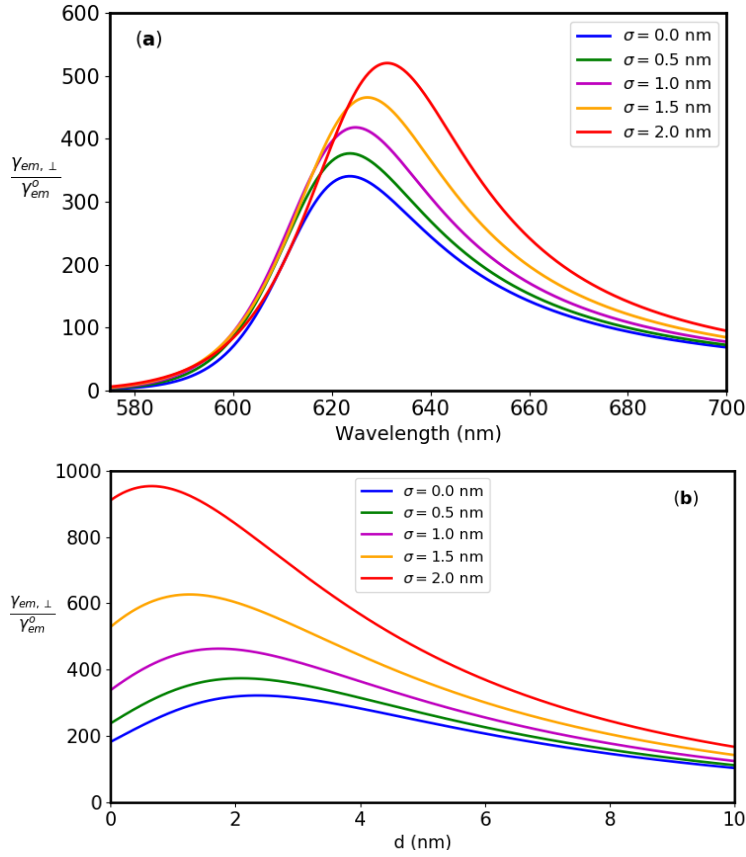 (a)
600
500
400
300
200
100
0
γem,⊥
γoem
σ = 0.0 nm
σ = 0.5 nm
σ = 1.0 nm
σ = 1.5 nm
σ = 2.0 nm
580 600 620 640 660 680 700
Wavelength (nm)
(b)
1000
800
600
400
200
0
γem,⊥
γoem
σ = 0.0 nm
σ = 0.5 nm
σ = 1.0 nm
σ = 1.5 nm
σ = 2.0 nm
0 2 4 6 8 10
d (nm)